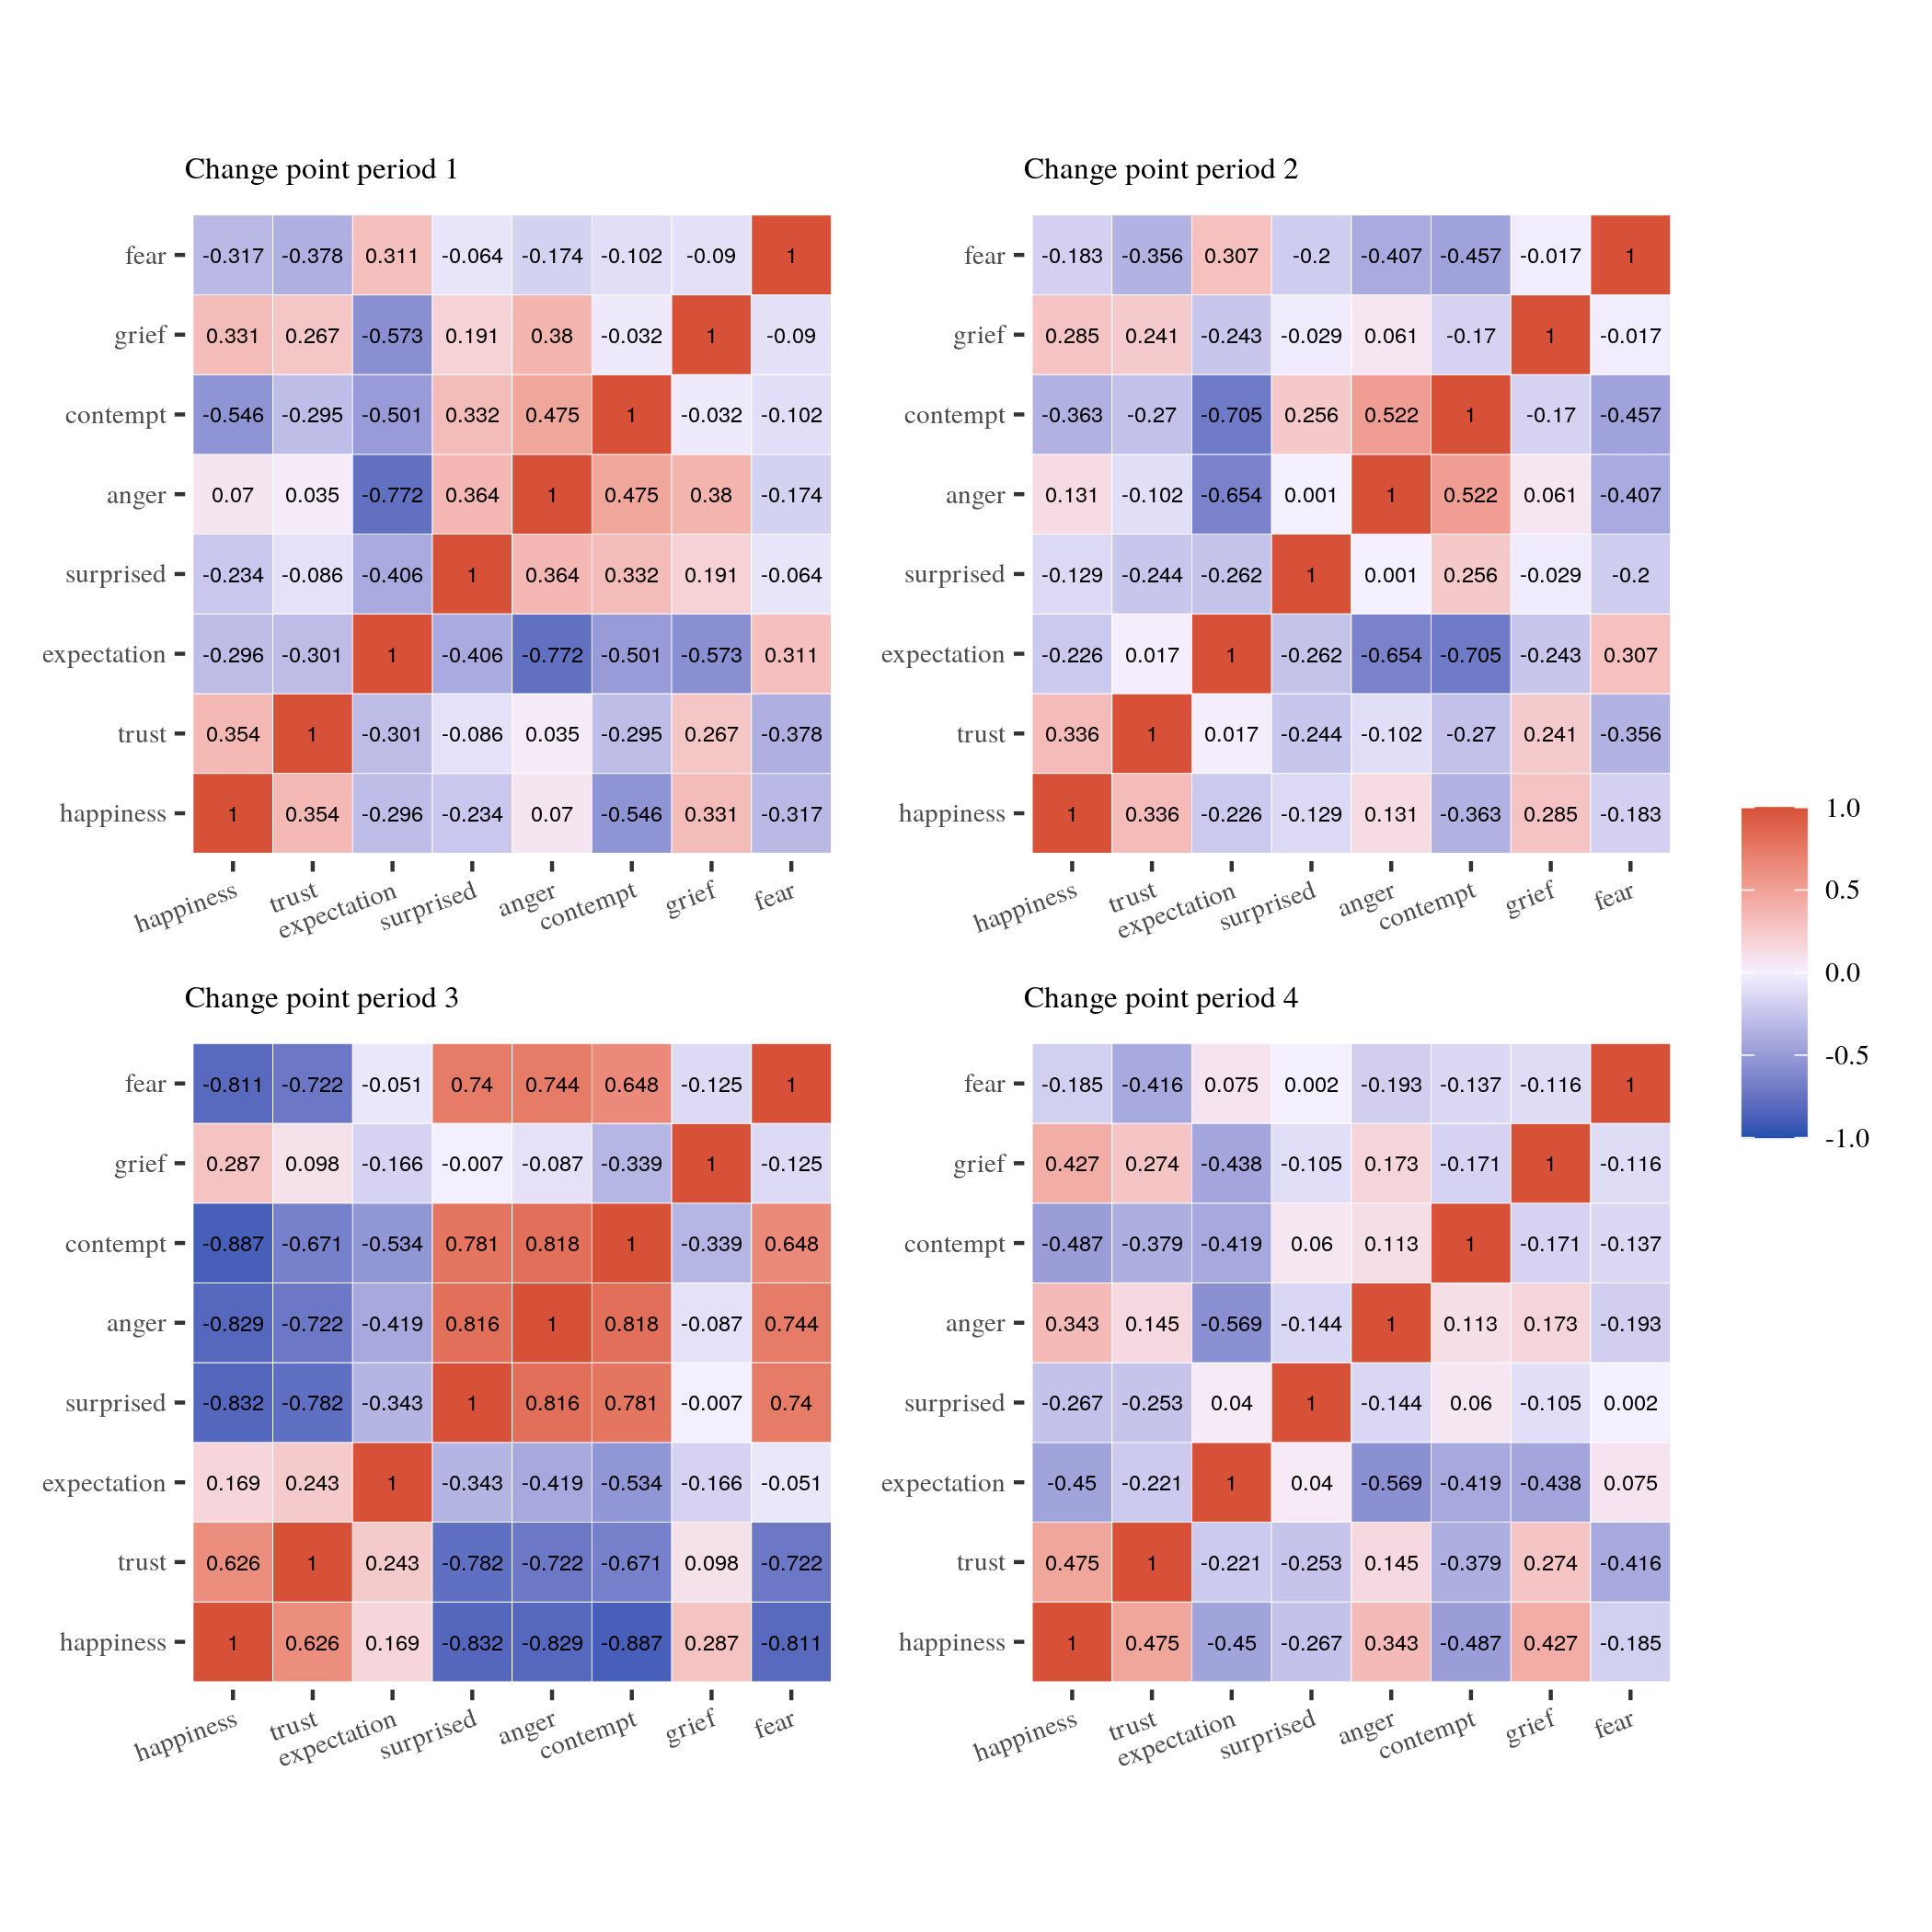 Change point period 1
fear -0.317 -0.378 0.311 -0.064 -0.174 -0.102 -0.09 1
grief 0.331 0.267 -0.573 0.191 0.38 -0.032 1 -0.09
contempt -0.546 -0.295 -0.501 0.332 0.475 1 -0.032 -0.102
anger 0.07 0.035 -0.772 0.364 1 0.475 0.38 -0.174
surprised -0.234 -0.086 -0.406 1 0.364 0.332 0.191 -0.064
expectation -0.296 -0.301 1 -0.406 -0.772 -0.501 -0.573 0.311
trust 0.354 1 -0.301 -0.086 0.035 -0.295 0.267 -0.378
happiness 1 0.354 -0.296 -0.234 0.07 -0.546 0.331 -0.317
happiness trust expectation surprised anger contempt grief fear
Change point period 2
fear -0.183 -0.356 0.307 -0.2 -0.407 -0.457 -0.017 1
grief 0.285 0.241 -0.243 -0.029 0.061 -0.17 1 -0.017
contempt -0.363 -0.27 -0.705 0.256 0.522 1 -0.17 -0.457
anger 0.131 -0.102 -0.654 0.001 1 0.522 0.061 -0.407
surprised -0.129 -0.244 -0.262 1 0.001 0.256 -0.029 -0.2
expectation -0.226 0.017 1 -0.262 -0.654 -0.705 -0.243 0.307
trust 0.336 1 0.017 -0.244 -0.102 -0.27 0.241 -0.356
happiness 1 0.336 -0.226 -0.129 0.131 -0.363 0.285 -0.183
happiness trust expectation surprised anger contempt grief fear
Change point period 3
fear -0.811 -0.722 -0.051 0.74 0.744 0.648 -0.125 1
grief 0.287 0.098 -0.166 -0.007 -0.087 -0.339 1 -0.125
contempt -0.887 -0.671 -0.534 0.781 0.818 1 -0.339 0.648
anger -0.829 -0.722 -0.419 0.816 1 0.818 -0.087 0.744
surprised -0.832 -0.782 -0.343 1 0.816 0.781 -0.007 0.74
expectation 0.169 0.243 1 -0.343 -0.419 -0.534 -0.166 -0.051
trust 0.626 1 0.243 -0.782 -0.722 -0.671 0.098 -0.722
happiness 1 0.626 0.169 -0.832 -0.829 -0.887 0.287 -0.811
happiness trust expectation surprised anger contempt grief fear
Change point period 4
fear -0.185 -0.416 0.075 0.002 -0.193 -0.137 -0.116 1
grief 0.427 0.274 -0.438 -0.105 0.173 -0.171 1 -0.116
contempt -0.487 -0.379 -0.419 0.06 0.113 1 -0.171 -0.137
anger 0.343 0.145 -0.569 -0.144 1 0.113 0.173 -0.193
surprised -0.267 -0.253 0.04 1 -0.144 0.06 -0.105 0.002
expectation -0.45 -0.221 1 0.04 -0.569 -0.419 -0.438 0.075
trust 0.475 1 -0.221 -0.253 0.145 -0.379 0.274 -0.416
happiness 1 0.475 -0.45 -0.267 0.343 -0.487 0.427 -0.185
happiness trust expectation surprised anger contempt grief fear
1.0
0.5
0.0
-0.5
-1.0